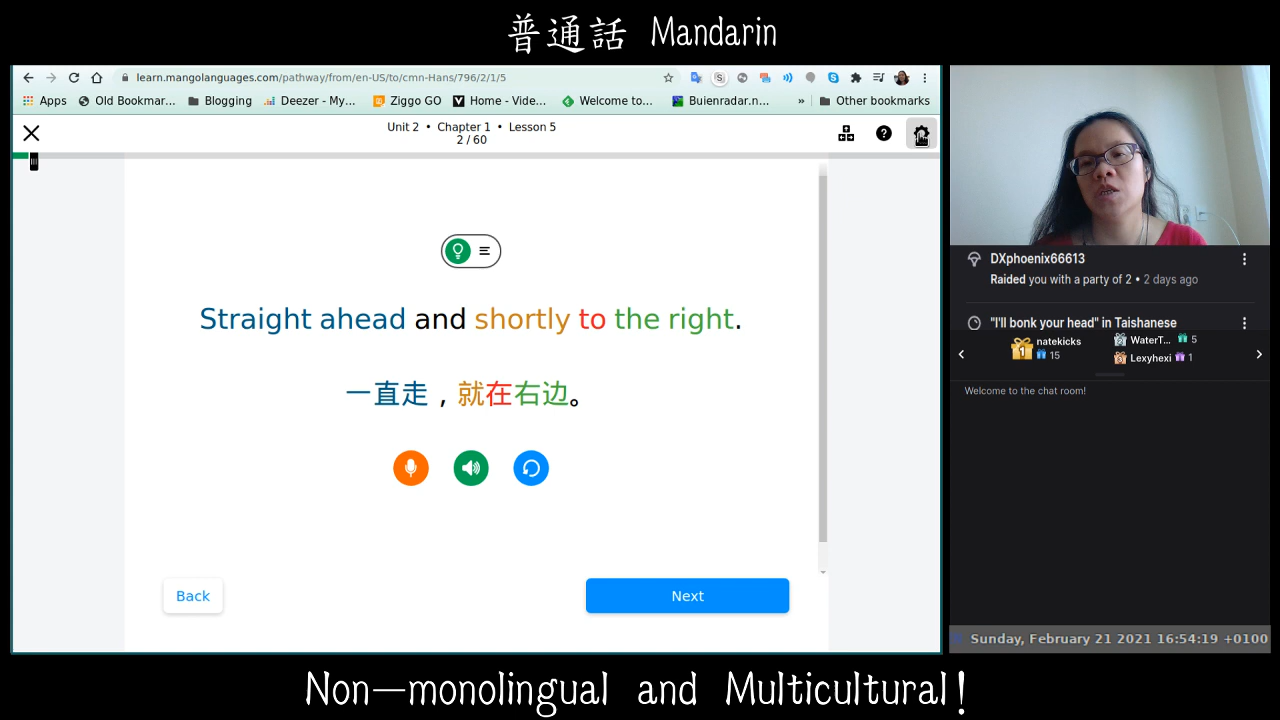 普通話 Mandarin
learn.mangolanguages.com/pathway/from/en-US/to/cmn-Hans/796/2/1/5
Apps Old Bookmar... Blogging Deezer - My... Ziggo GO Home - Vide... Welcome to... Buienradar.n... » Other bookmarks
Unit 2 • Chapter 1 • Lesson 5
2 / 60
Straight ahead and shortly to the right.
一直走，就在右边。
Back
Next
DXphoenix66613
Raided you with a party of 2 • 2 days ago
"I'll bonk your head" in Taishanese
1 natekicks 15
2 WaterT... 5
3 Lexyhexi 1
Welcome to the chat room!
Sunday, February 21 2021 16:54:19 +0100
Non-monolingual and Multicultural!